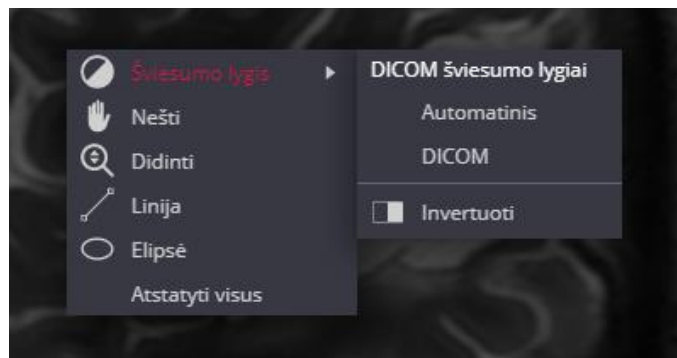 Šviesumo lygis
Nešti
Didinti
Linija
Elipsė
Atstatyti visus
DICOM šviesumo lygiai
Automatinis
DICOM
Invertuoti